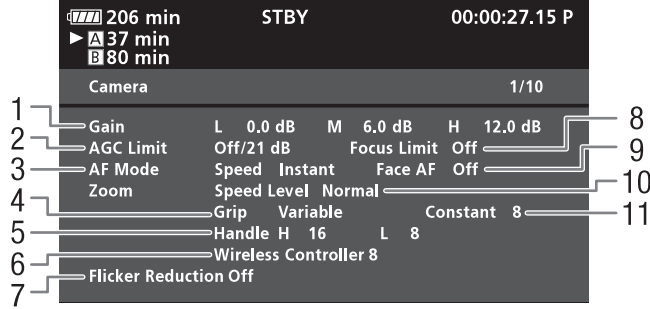 206 min STBY 00:00:27.15 P
A 37 min
B 80 min
Camera 1/10
1 Gain L 0.0 dB M 6.0 dB H 12.0 dB
2 AGC Limit Off/21 dB Focus Limit Off 8
3 AF Mode Speed Instant Face AF Off 9
Zoom Speed Level Normal 10
4 Grip Variable Constant 8 11
5 Handle H 16 L 8
6 Wireless Controller 8
7 Flicker Reduction Off